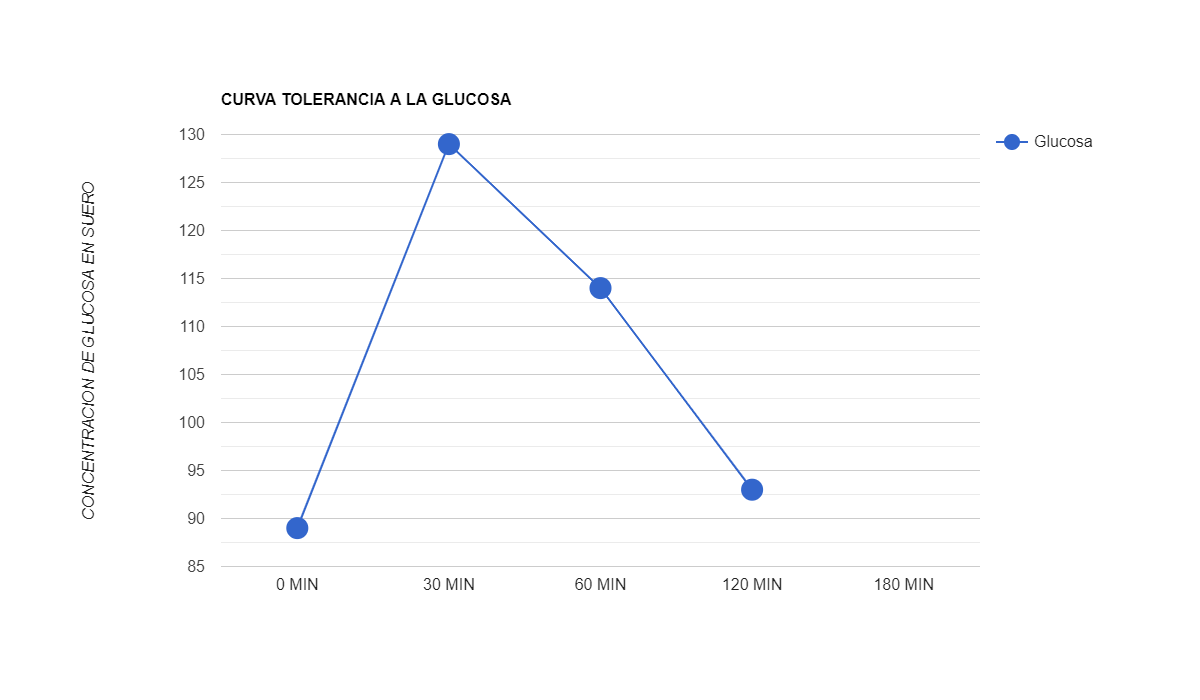 CURVA TOLERANCIA A LA GLUCOSA
Glucosa
CONCENTRACION DE GLUCOSA EN SUERO
130
125
120
115
110
105
100
95
90
85
0 MIN 30 MIN 60 MIN 120 MIN 180 MIN